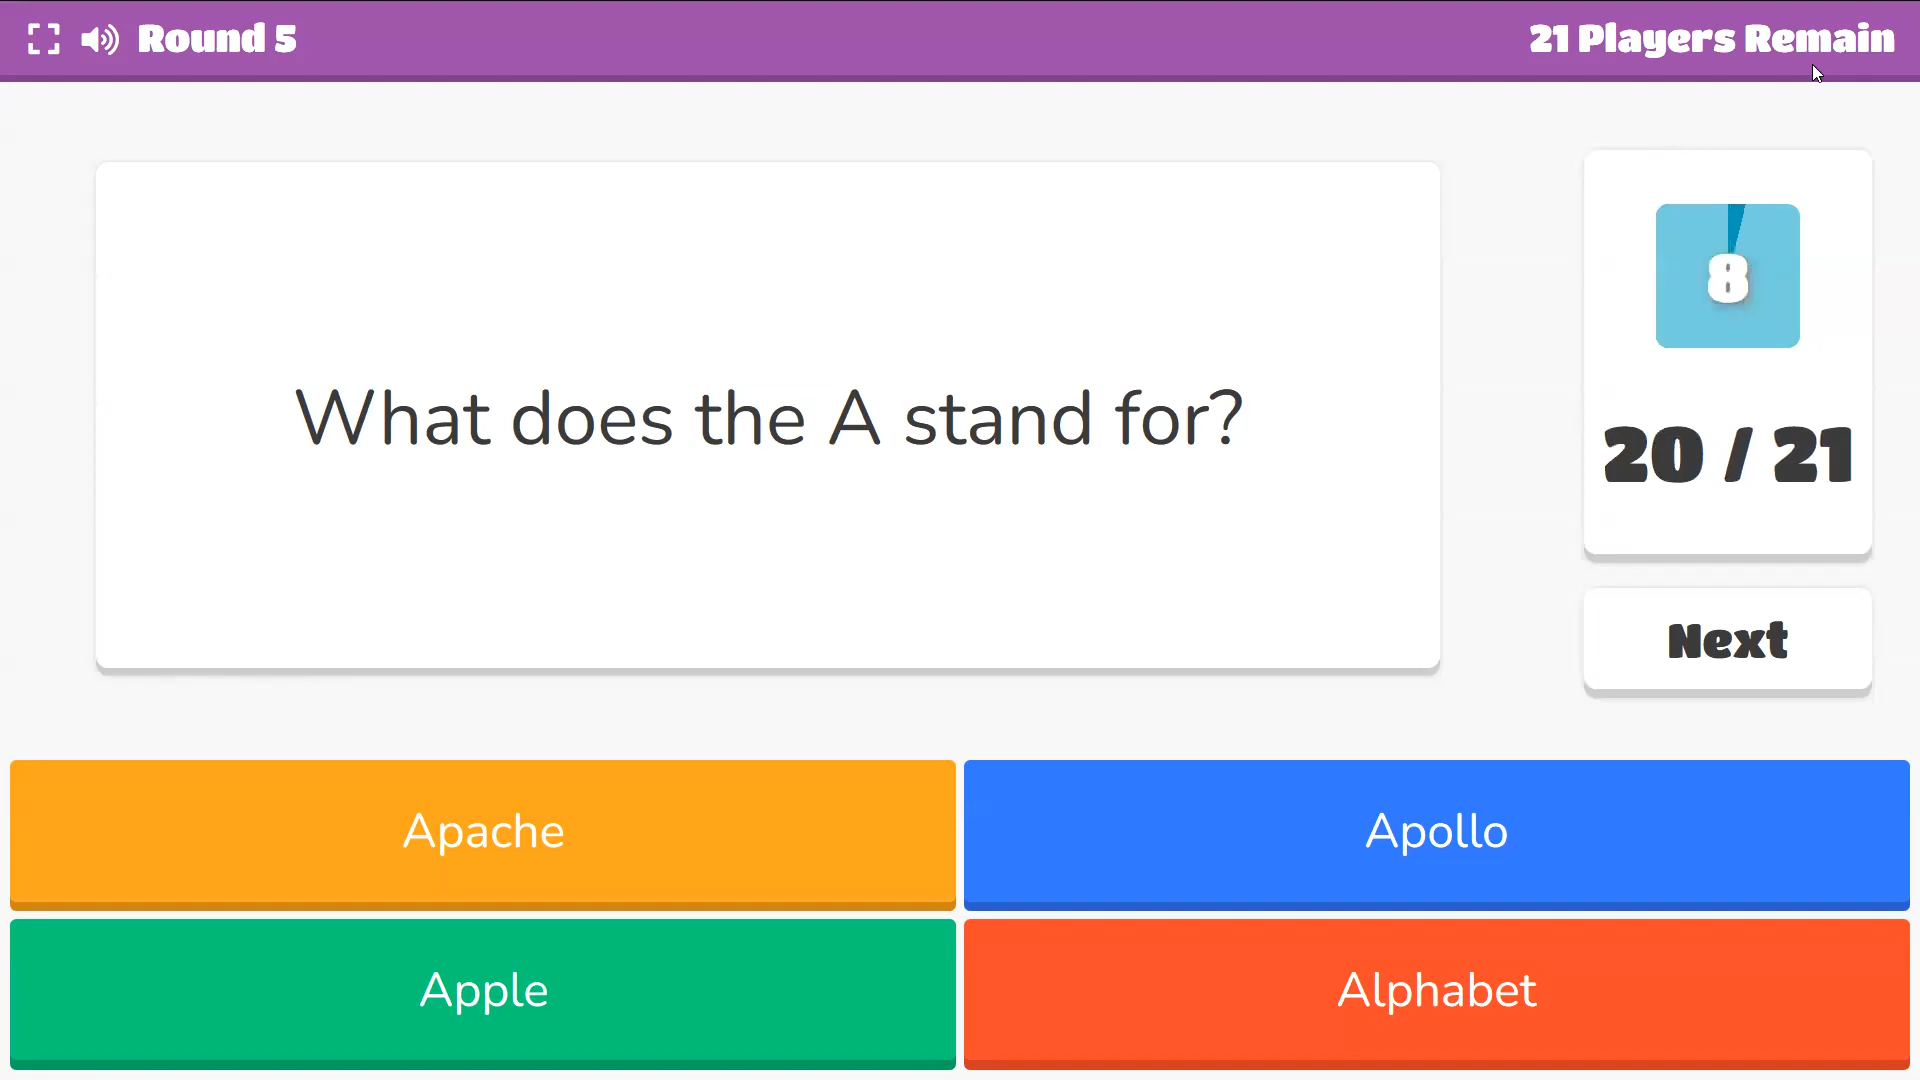 Round 5
21 Players Remain
What does the A stand for?
8
20 / 21
Next
Apache
Apollo
Apple
Alphabet